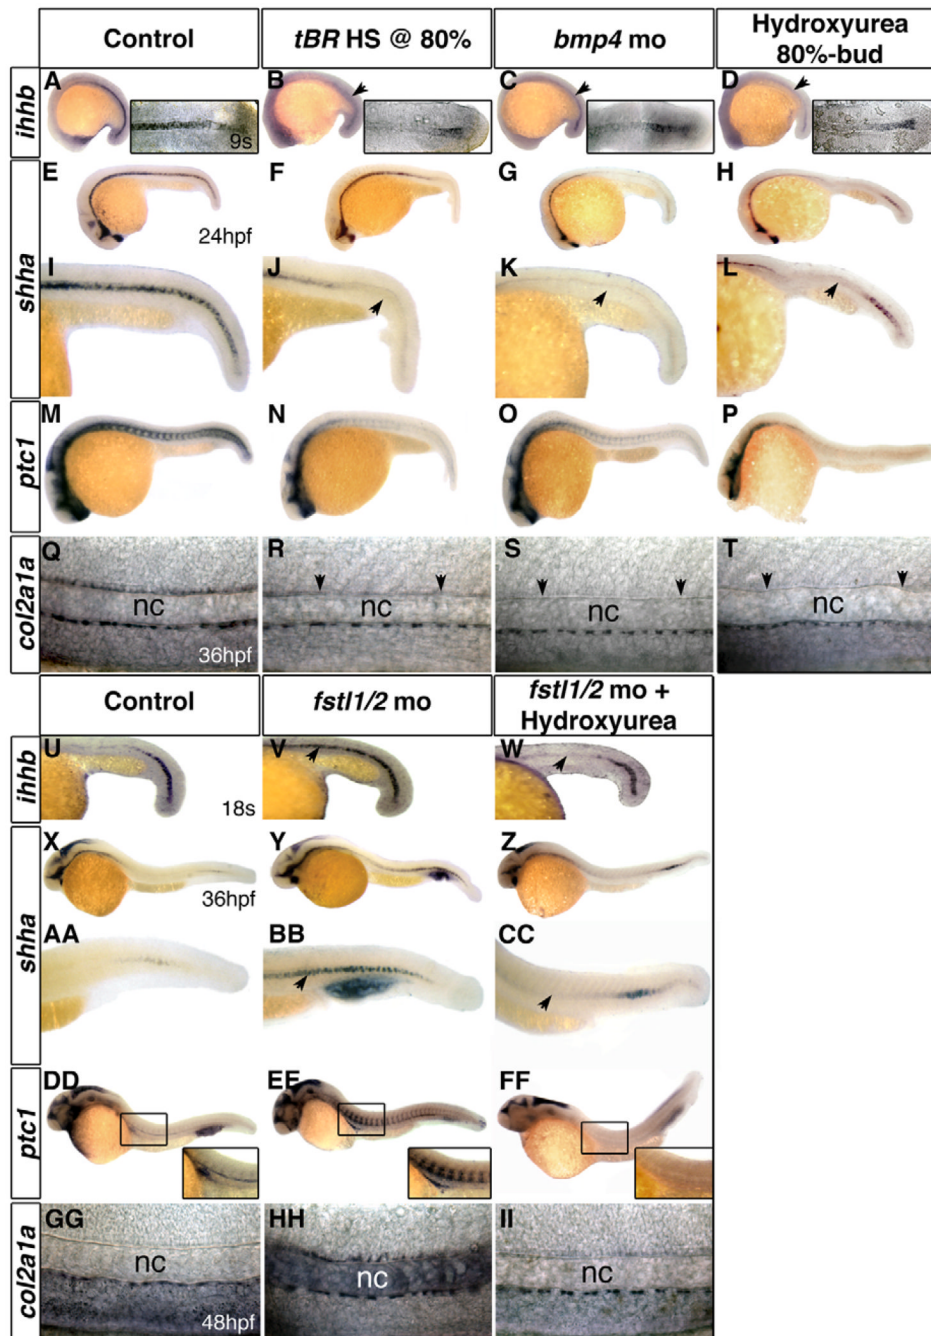 Control
tBR HS @ 80%
bmp4 mo
Hydroxyurea
80%-bud
ihhb
A
9s
B
C
D
shha
E
24hpf
F
G
H
I
J
K
L
ptc1
M
N
O
P
col2a1a
Q
nc
36hpf
R
nc
S
nc
T
nc
Control
fstl1/2 mo
fstl1/2 mo +
Hydroxyurea
ihhb
U
18s
V
W
shha
X
36hpf
Y
Z
AA
BB
CC
ptc1
DD
EE
FF
col2a1a
GG
nc
48hpf
HH
nc
II
nc